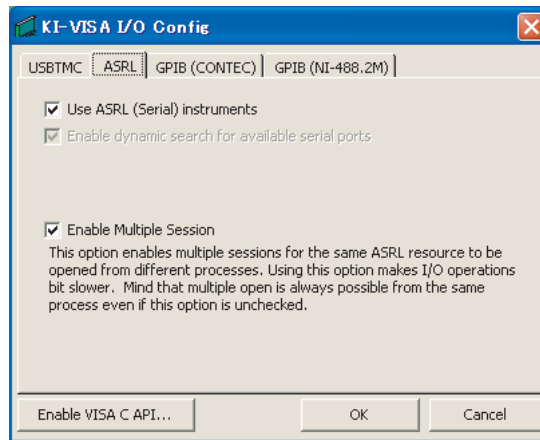 KI-VISA I/O Config
USBTMC ASRL GPIB (CONTEC) GPIB (NI-488.2M)
Use ASRL (Serial) instruments
Enable dynamic search for available serial ports
Enable Multiple Session
This option enables multiple sessions for the same ASRL resource to be
opened from different processes. Using this option makes I/O operations
bit slower. Mind that multiple open is always possible from the same
process even if this option is unchecked.
Enable VISA C API... OK Cancel